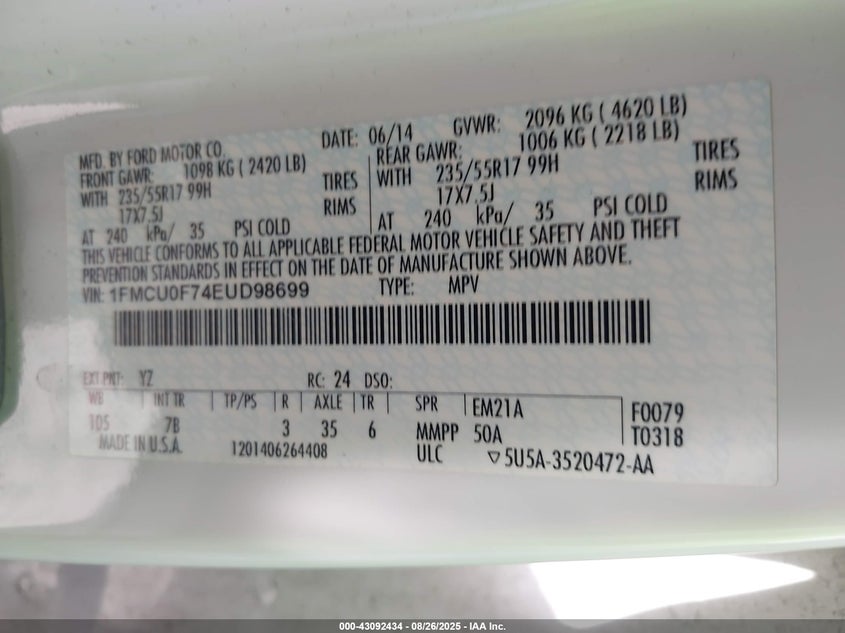 MFD. BY FORD MOTOR CO. DATE: 06/14 GVWR: 2096 KG ( 4620 LB)
FRONT GAWR: 1098 KG ( 2420 LB) REAR GAWR: 1006 KG ( 2218 LB)
WITH 235/55R17 99H TIRES WITH 235/55R17 99H TIRES
17X7.5J RIMS 17X7.5J RIMS
AT 240 kPa/ 35 PSI COLD AT 240 kPa/ 35 PSI COLD
THIS VEHICLE CONFORMS TO ALL APPLICABLE FEDERAL MOTOR VEHICLE SAFETY AND THEFT
PREVENTION STANDARDS IN EFFECT ON THE DATE OF MANUFACTURE SHOWN ABOVE.
VIN: 1FMCU0F74EUD98699 TYPE: MPV
EXT PNT: YZ RC: 24 DSO:
WB INT TR TP/PS R AXLE TR SPR EM21A F0079
105 7B 3 35 6 MMPP 50A T0318
MADE IN U.S.A. 1201406264408 ULC ▽5U5A-3520472-AA
000-43092434 - 08/26/2025 - IAA Inc.